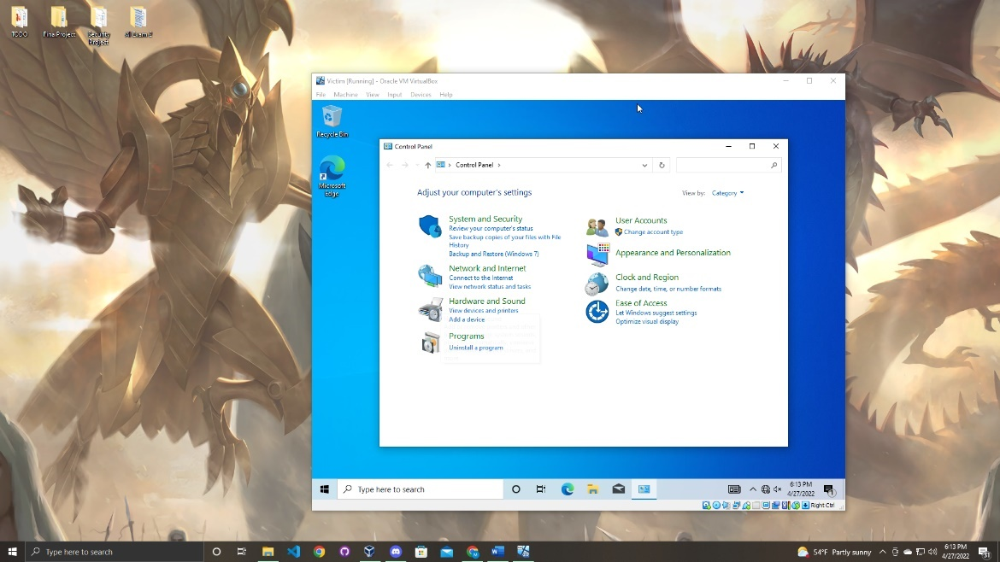 TODO
Fina Project
Security
Project
AI Exam 2
Victim [Running] - Oracle VM VirtualBox
File Machine View Input Devices Help
Recycle Bin
Microsoft
Edge
Control Panel
Control Panel
Adjust your computer's settings
View by: Category
System and Security
Review your computer's status
Save backup copies of your files with File
History
Backup and Restore (Windows 7)
Network and Internet
Connect to the Internet
View network status and tasks
Hardware and Sound
View devices and printers
Add a device
Programs
Uninstall a program
User Accounts
Change account type
Appearance and Personalization
Clock and Region
Change date, time, or number formats
Ease of Access
Let Windows suggest settings
Optimize visual display
Type here to search
6:13 PM
4/27/2022
1
Right Ctrl
Type here to search
54°F Partly sunny
6:13 PM
4/27/2022